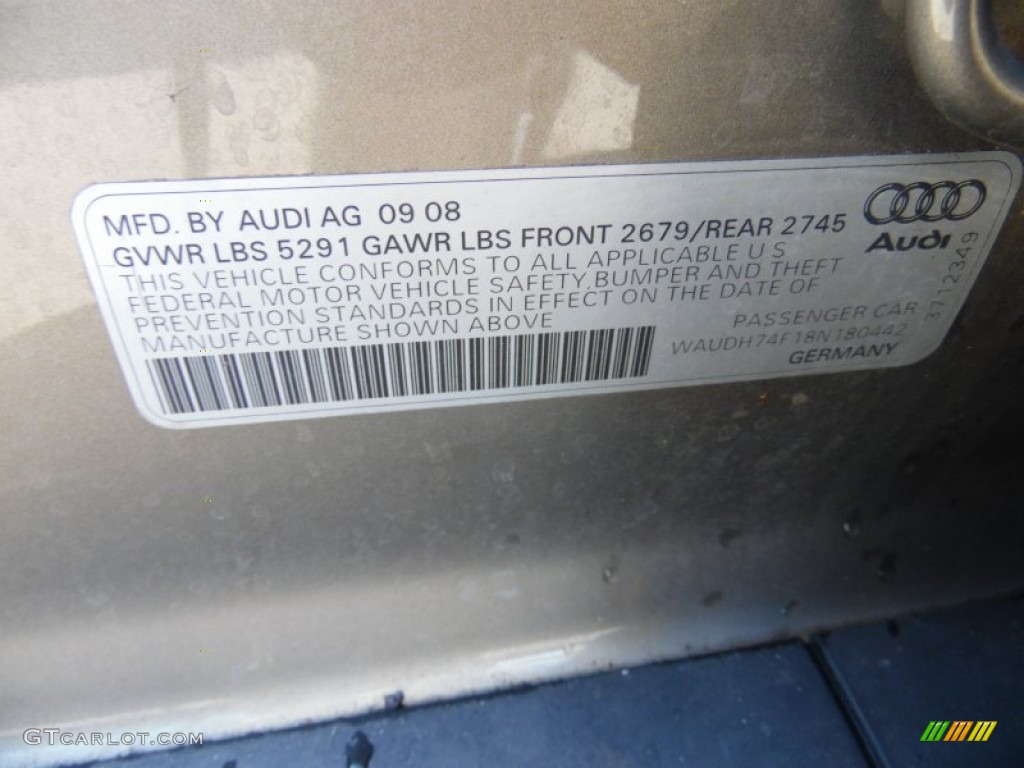 MFD. BY AUDI AG 09 08
GVWR LBS 5291 GAWR LBS FRONT 2679/REAR 2745
THIS VEHICLE CONFORMS TO ALL APPLICABLE U S
FEDERAL MOTOR VEHICLE SAFETY, BUMPER AND THEFT
PREVENTION STANDARDS IN EFFECT ON THE DATE OF
MANUFACTURE SHOWN ABOVE
PASSENGER CAR
WAUDH74F18N180442
GERMANY
Audi
3712349
GTCARLOT.COM